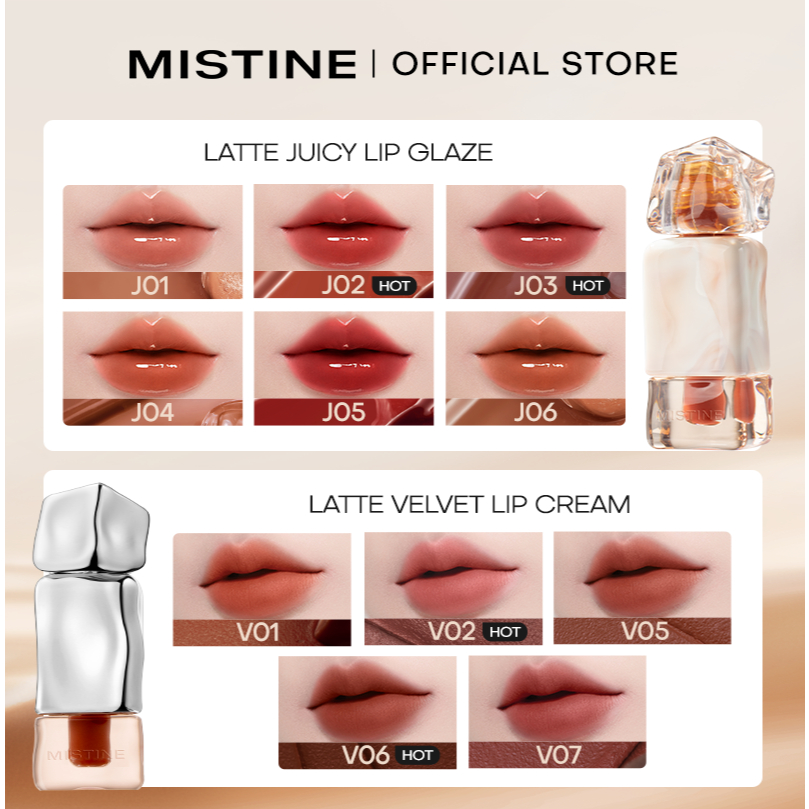 MISTINE | OFFICIAL STORE
LATTE JUICY LIP GLAZE
J01
J02 HOT
J03 HOT
J04
J05
J06
MISTINE
LATTE VELVET LIP CREAM
V01
V02 HOT
V05
V06 HOT
V07
MISTINE